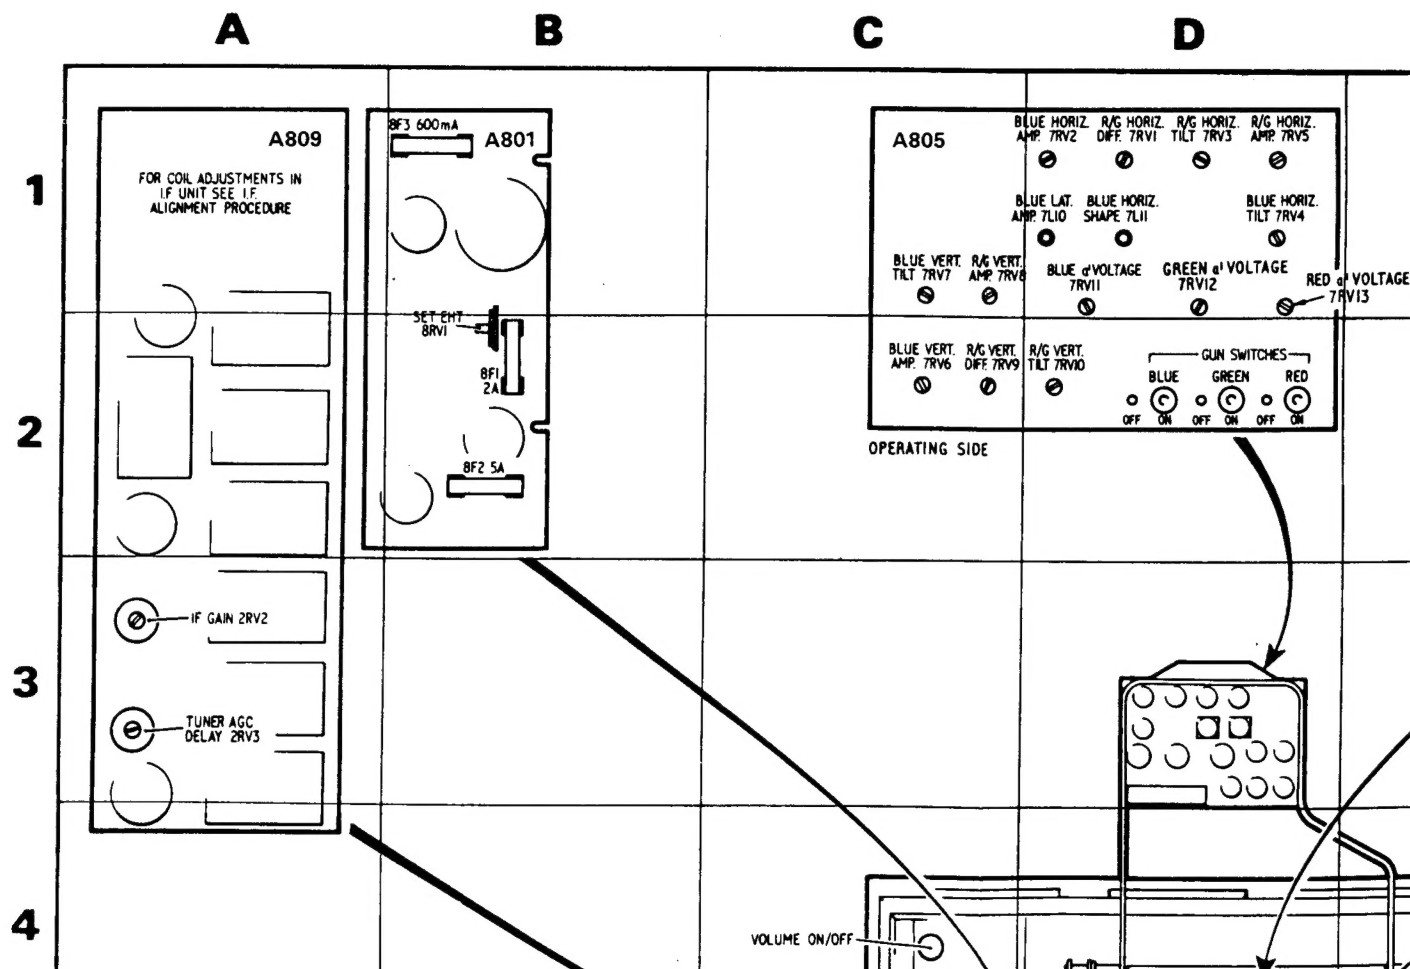 A B C D
1
2
3
4
A809
FOR COIL ADJUSTMENTS IN
I.F UNIT SEE I.F.
ALIGNMENT PROCEDURE
IF GAIN 2RV2
TUNER AGC
DELAY 2RV3
8F3 600mA
A801
SET EHT
8RV1
8F1
2A
8F2 5A
A805
BLUE HORIZ.
AMP. 7RV2
R/G HORIZ.
DIFF. 7RV1
R/G HORIZ.
TILT 7RV3
R/G HORIZ.
AMP. 7RV5
BLUE LAT.
AMP. 7L10
BLUE HORIZ.
SHAPE 7L11
BLUE HORIZ.
TILT 7RV4
BLUE VERT.
TILT 7RV7
R/G VERT.
AMP. 7RV8
BLUE a' VOLTAGE
7RV11
GREEN a' VOLTAGE
7RV12
RED a' VOLTAGE
7RV13
BLUE VERT.
AMP. 7RV6
R/G VERT.
DIFF. 7RV9
R/G VERT.
TILT 7RV10
GUN SWITCHES
BLUE GREEN RED
OFF ON OFF ON OFF ON
OPERATING SIDE
VOLUME ON/OFF